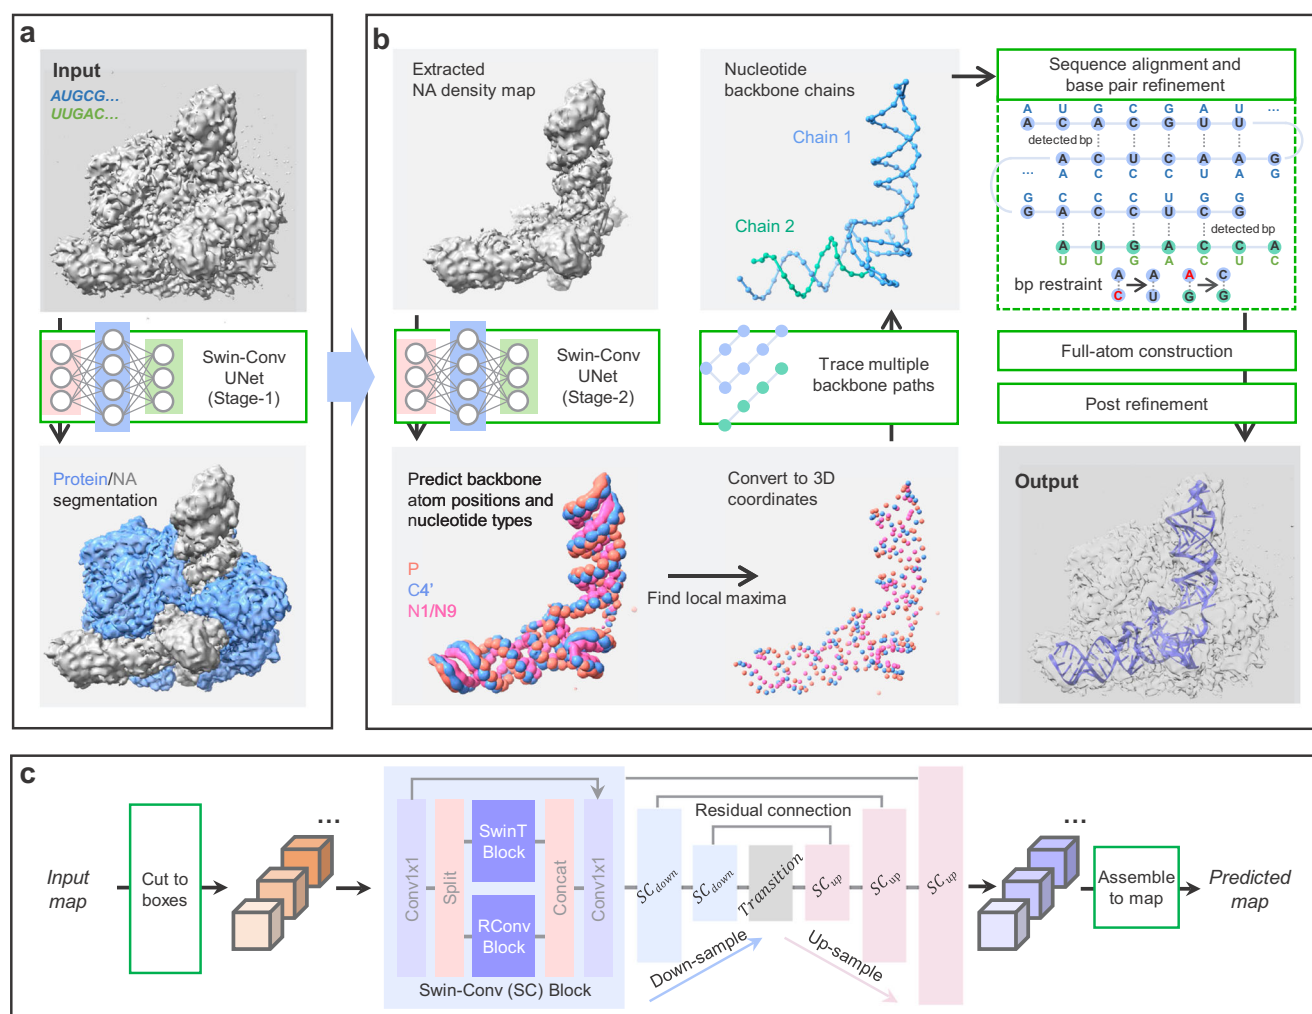 a
Input
AUGCG...
UUGAC...
Swin-Conv
UNet
(Stage-1)
Protein/NA
segmentation
b
Extracted
NA density map
Swin-Conv
UNet
(Stage-2)
Predict backbone
atom positions and
nucleotide types
P
C4'
N1/N9
Find local maxima
Convert to 3D
coordinates
Trace multiple
backbone paths
Nucleotide
backbone chains
Chain 1
Chain 2
Sequence alignment and
base pair refinement
A U G C G A U ...
A C A C G U U
detected bp
A C U C A A G
... A C C C U A G
G C C C U G G
G A C C U C G
detected bp
A U G A C C A
U U G A C U C
bp restraint
A A A C
C U G G
Full-atom construction
Post refinement
Output
c
Input
map
Cut to
boxes
...
Conv1x1
Split
SwinT
Block
RConv
Block
Concat
Conv1x1
Swin-Conv (SC) Block
Residual connection
SCdown
SCdown
Transition
SCup
SCup
SCup
Down-sample
Up-sample
...
Assemble
to map
Predicted
map